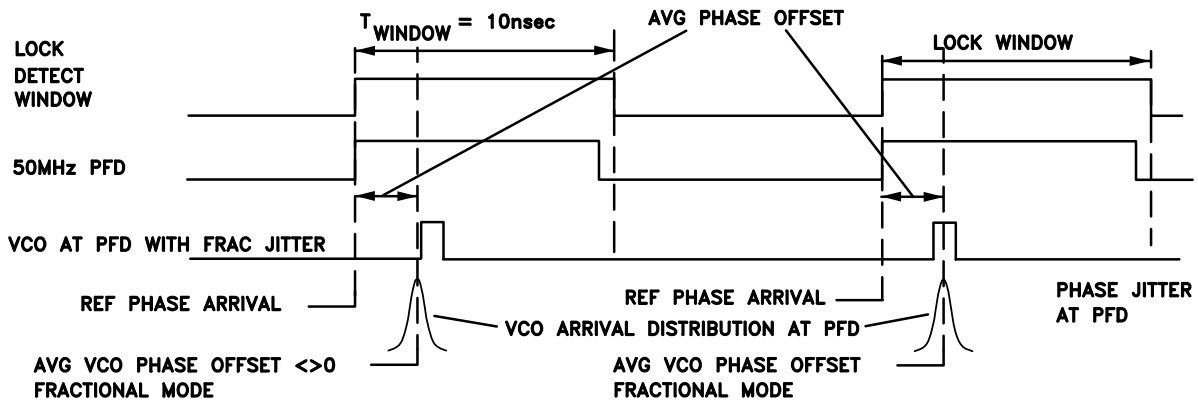 T WINDOW = 10nsec
AVG PHASE OFFSET
LOCK WINDOW
LOCK
DETECT
WINDOW
50MHz PFD
VCO AT PFD WITH FRAC JITTER
REF PHASE ARRIVAL
REF PHASE ARRIVAL
PHASE JITTER
AT PFD
VCO ARRIVAL DISTRIBUTION AT PFD
AVG VCO PHASE OFFSET <>0
FRACTIONAL MODE
AVG VCO PHASE OFFSET
FRACTIONAL MODE